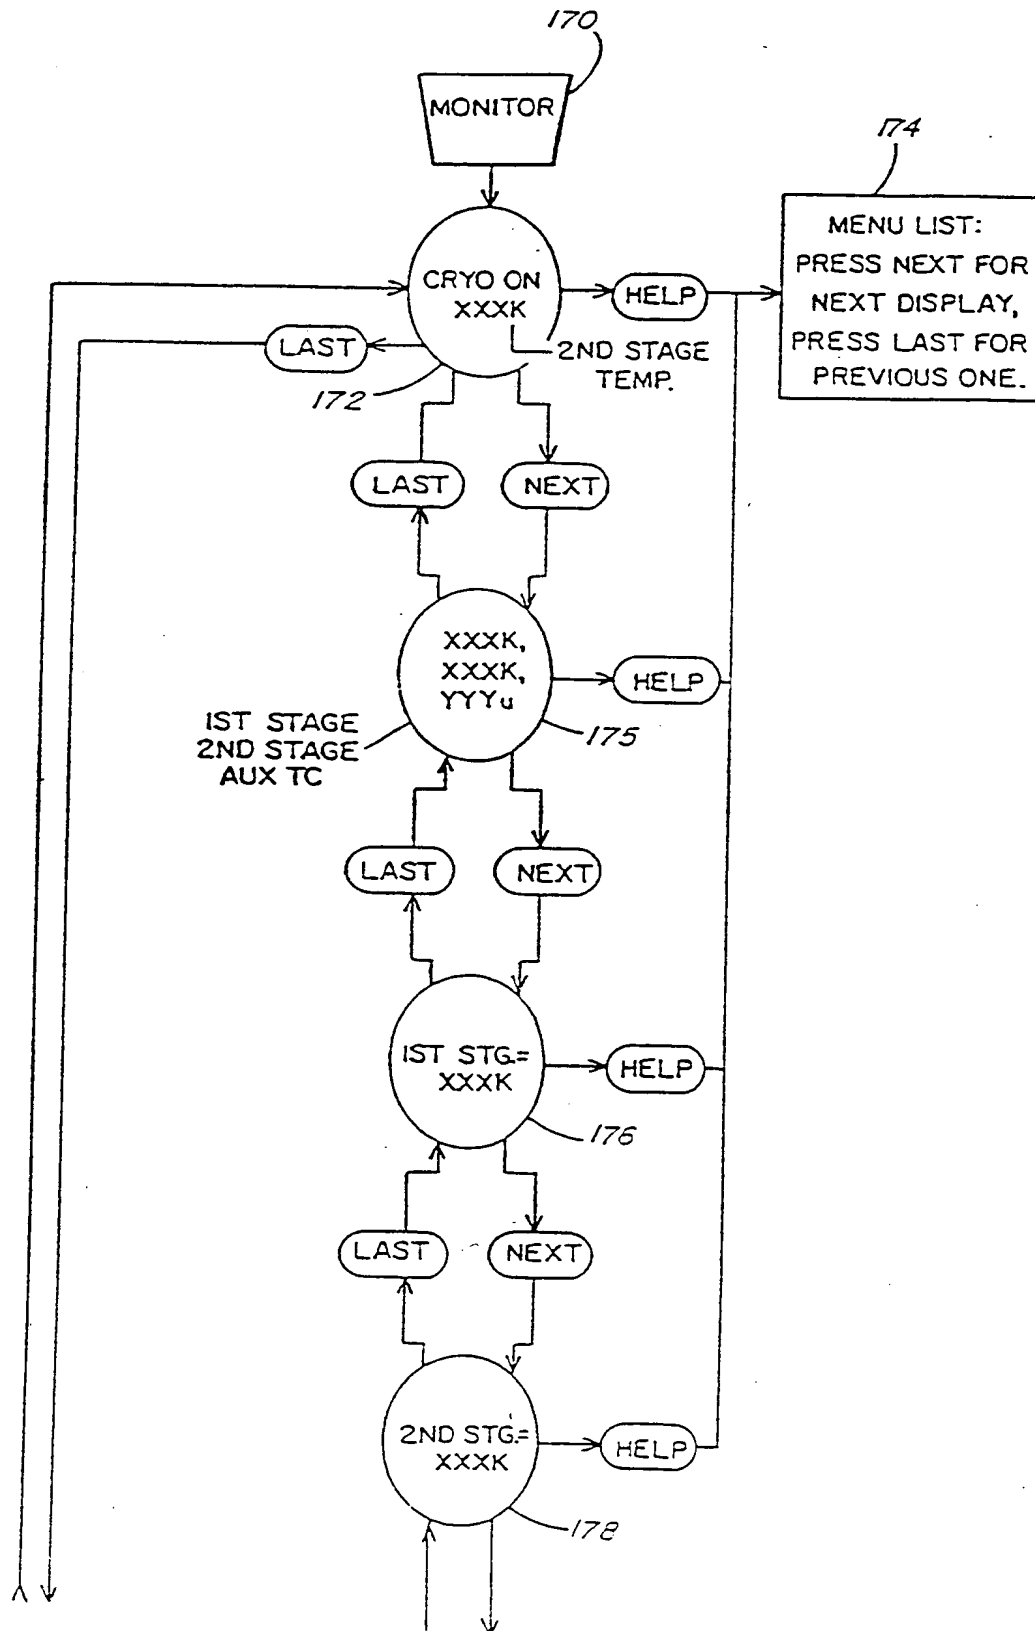 170
MONITOR
174
MENU LIST:
PRESS NEXT FOR
NEXT DISPLAY,
PRESS LAST FOR
PREVIOUS ONE.
CRYO ON
XXXK
HELP
LAST
2ND STAGE
TEMP.
172
LAST
NEXT
XXXK,
XXXK,
YYYu
HELP
175
1ST STAGE
2ND STAGE
AUX TC
LAST
NEXT
1ST STG.=
XXXK
HELP
176
LAST
NEXT
2ND STG.=
XXXK
HELP
178